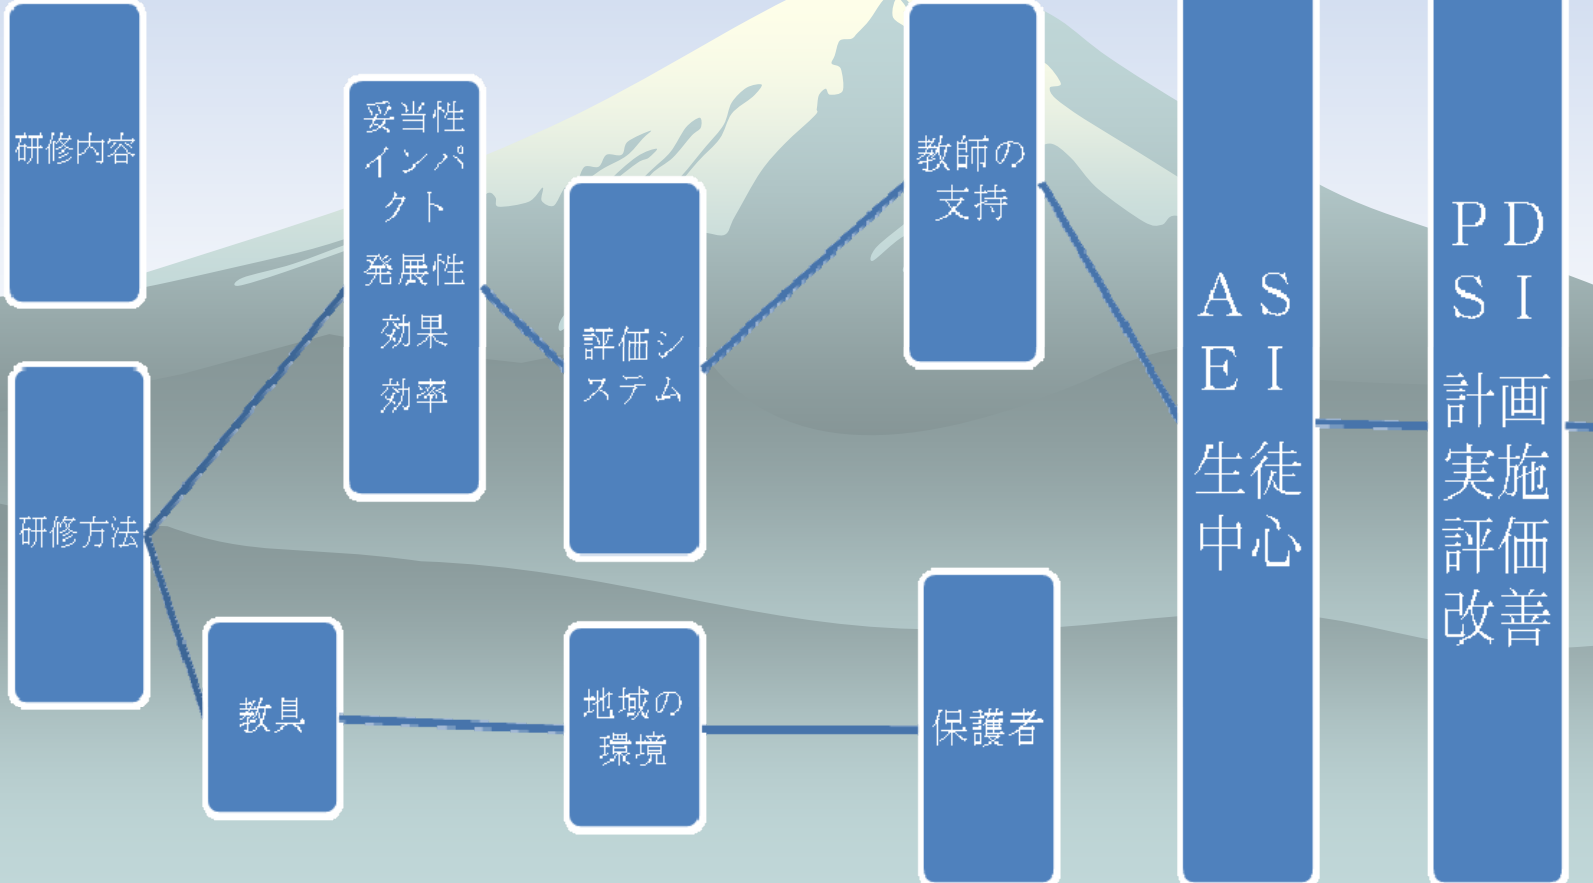 研修内容
研修方法
妥当性
インパ
クト
発展性
効果
効率
教具
評価シ
ステム
地域の
環境
教師の
支持
保護者
ＡＳ
ＥＩ
生徒
中心
ＰＤ
ＳＩ
計画
実施
評価
改善